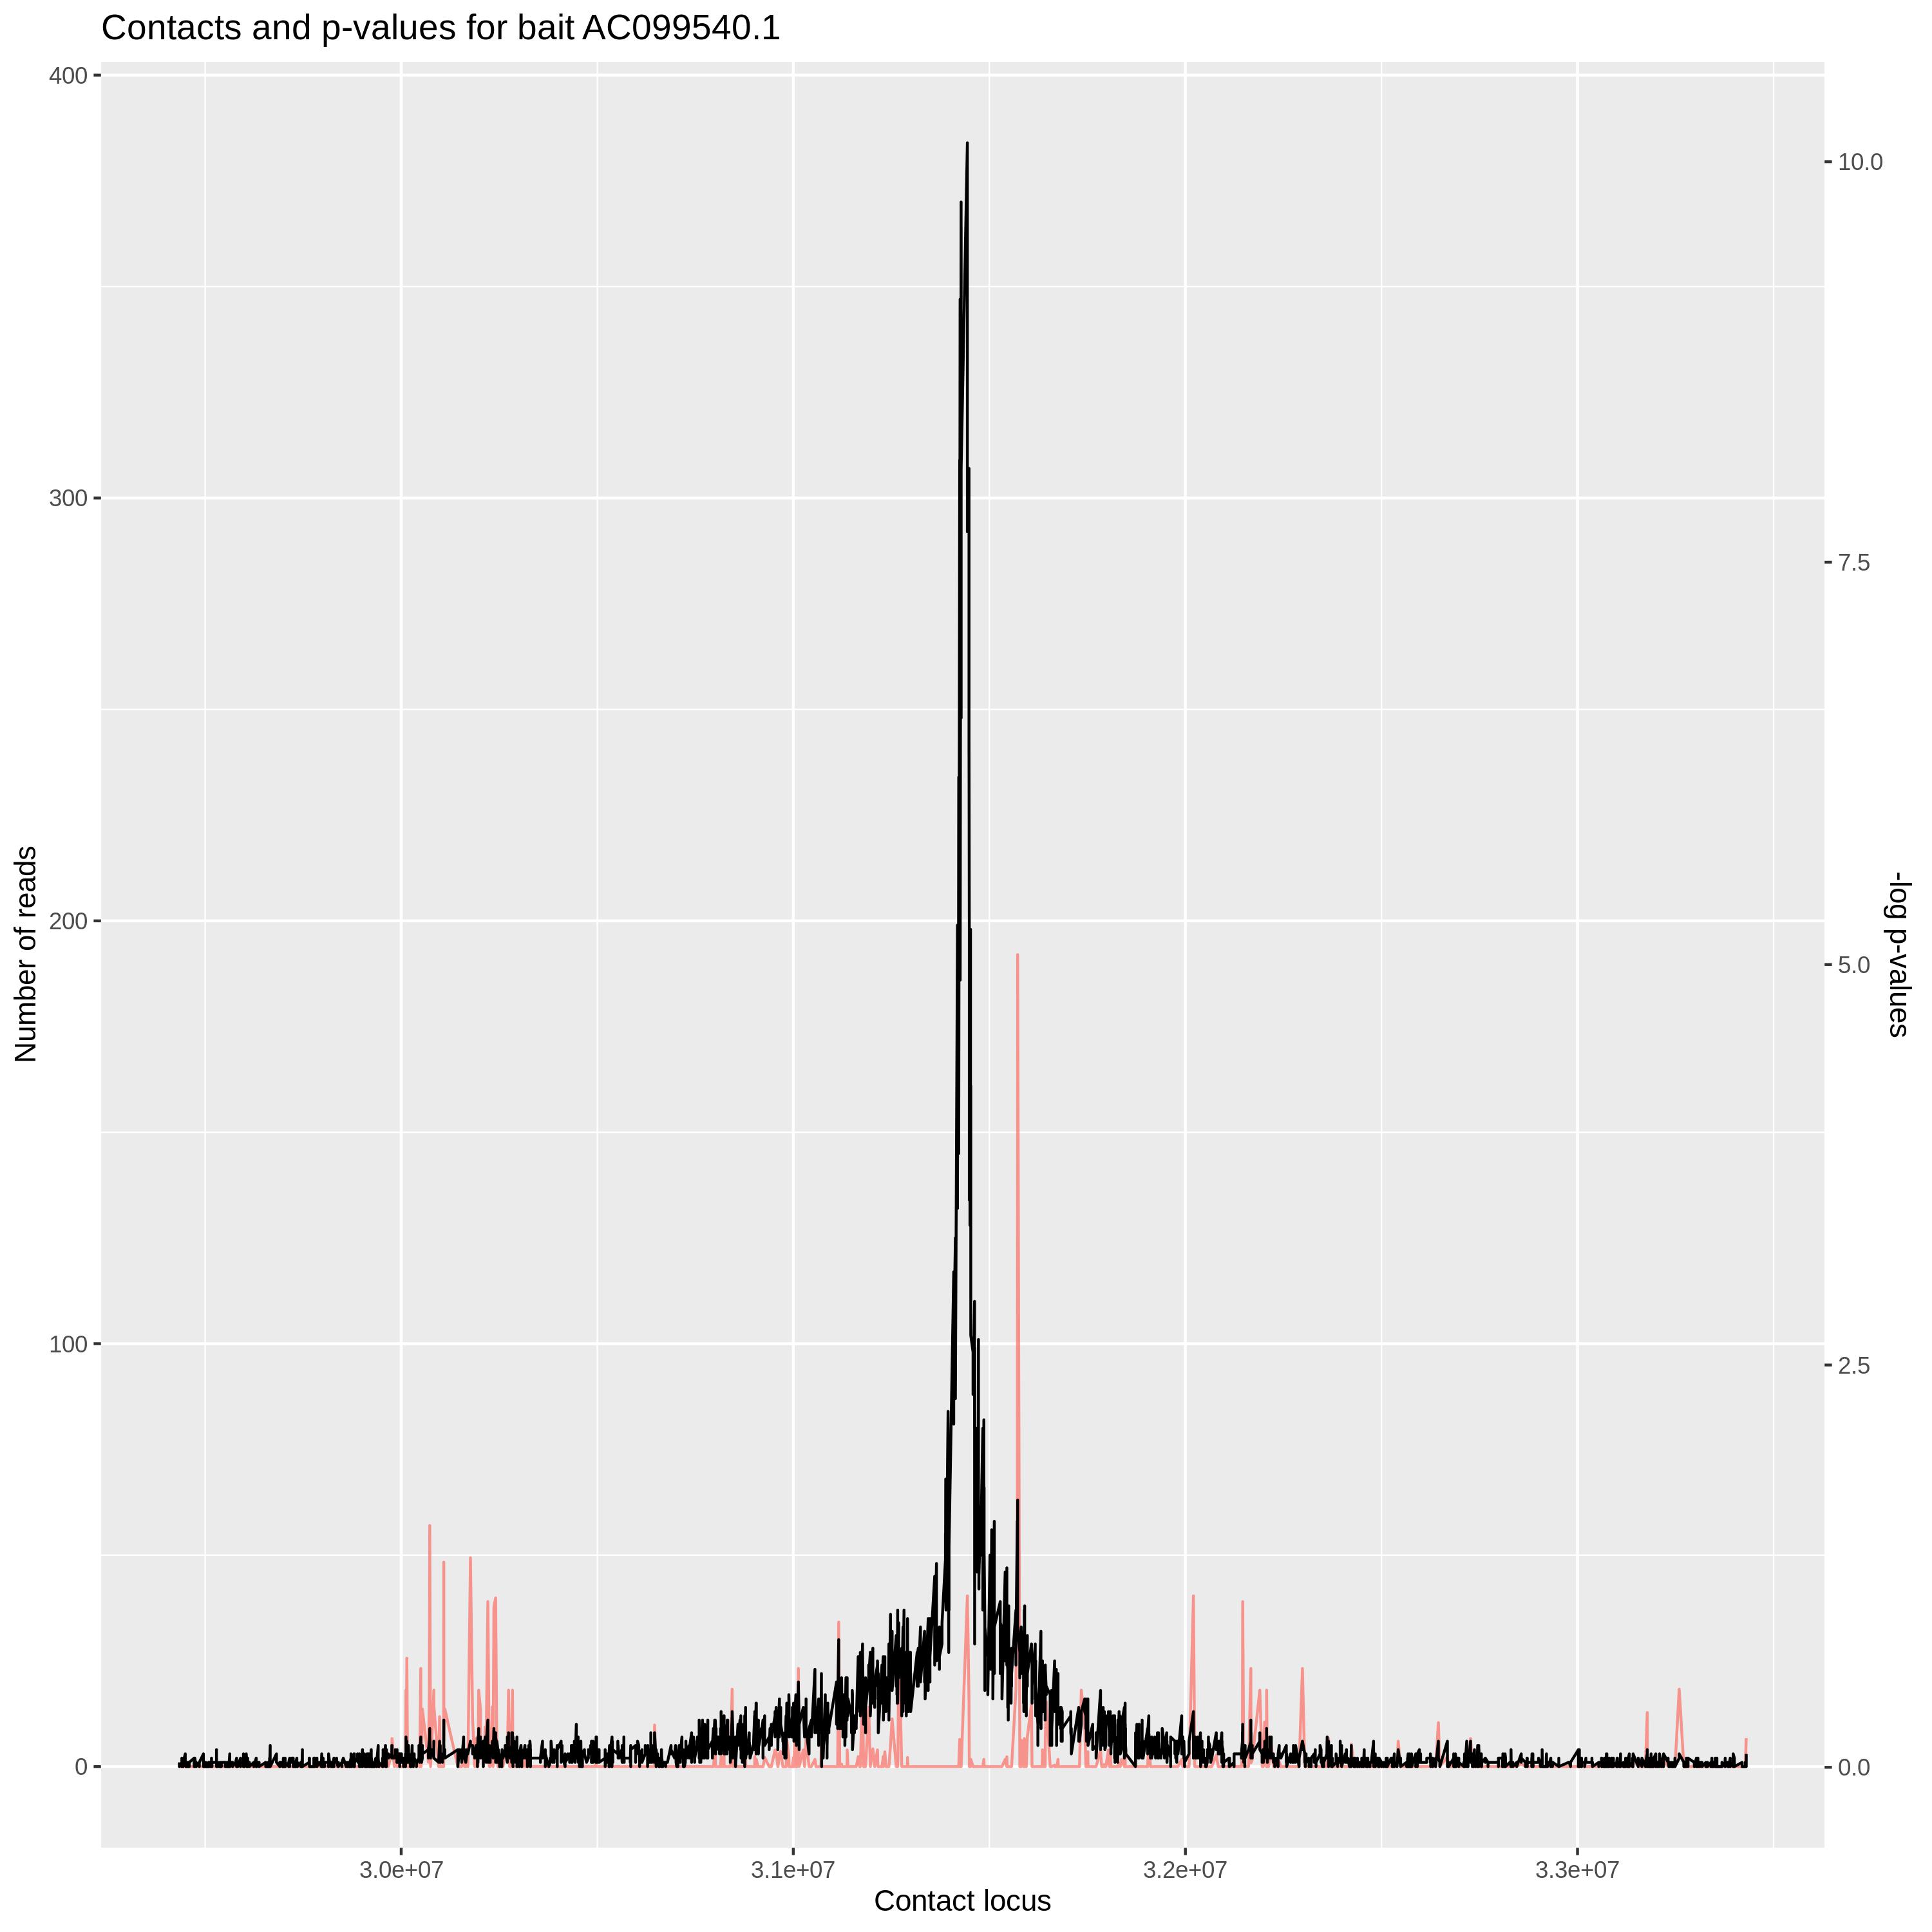 Contacts and p-values for bait AC099540.1
400
300
200
100
0
Number of reads
10.0
7.5
5.0
2.5
0.0
-log p-values
3.0e+07
3.1e+07
3.2e+07
3.3e+07
Contact locus